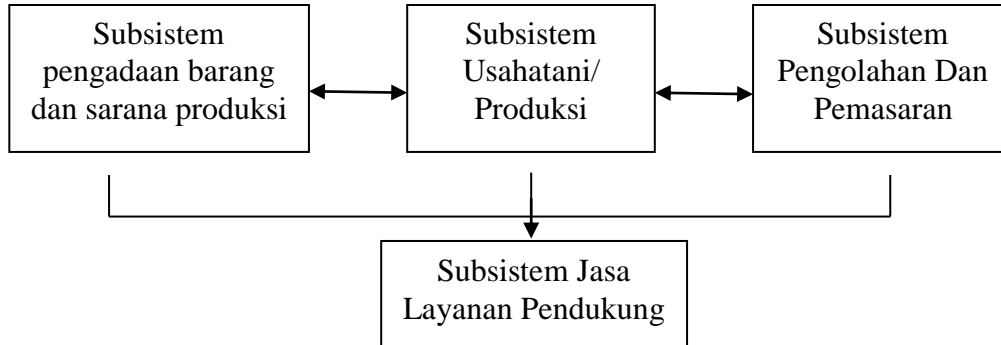 Subsistem
pengadaan barang
dan sarana produksi
Subsistem
Usahatani/
Produksi
Subsistem
Pengolahan Dan
Pemasaran
Subsistem Jasa
Layanan Pendukung